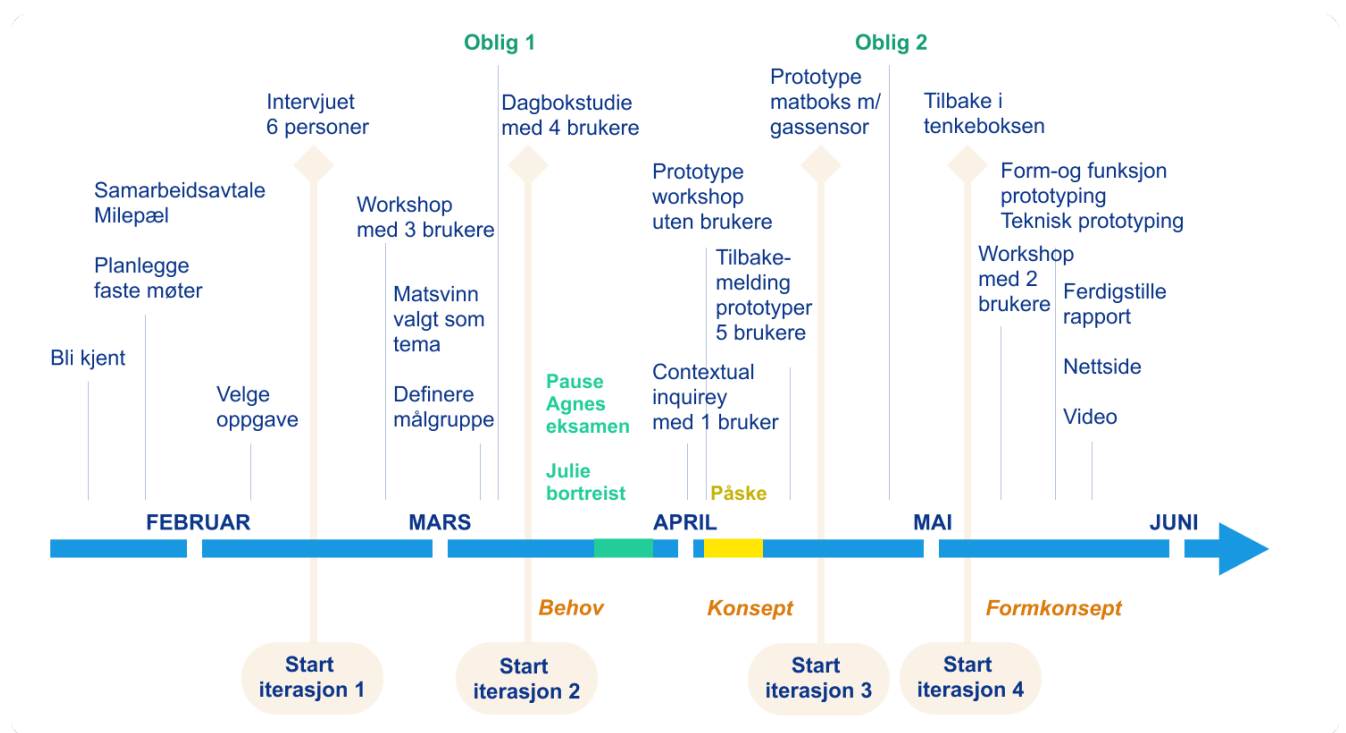 Oblig 1
Oblig 2
Intervjuet
6 personer
Dagbokstudie
med 4 brukere
Prototype
matboks m/
gassensor
Tilbake i
tenkeboksen
Samarbeidsavtale
Milepæl
Planlegge
faste møter
Workshop
med 3 brukere
Prototype
workshop
uten brukere
Form-og funksjon
prototyping
Teknisk prototyping
Bli kjent
Velge
oppgave
Matsvinn
valgt som
tema
Definere
målgruppe
Pause
Agnes
eksamen
Julie
bortreist
Tilbake-
melding
prototyper
5 brukere
Contextual
inquirey
med 1 bruker
Påske
Workshop
med 2
brukere
Ferdigstille
rapport
Nettside
Video
FEBRUAR
MARS
APRIL
MAI
JUNI
Behov
Konsept
Formkonsept
Start
iterasjon 1
Start
iterasjon 2
Start
iterasjon 3
Start
iterasjon 4